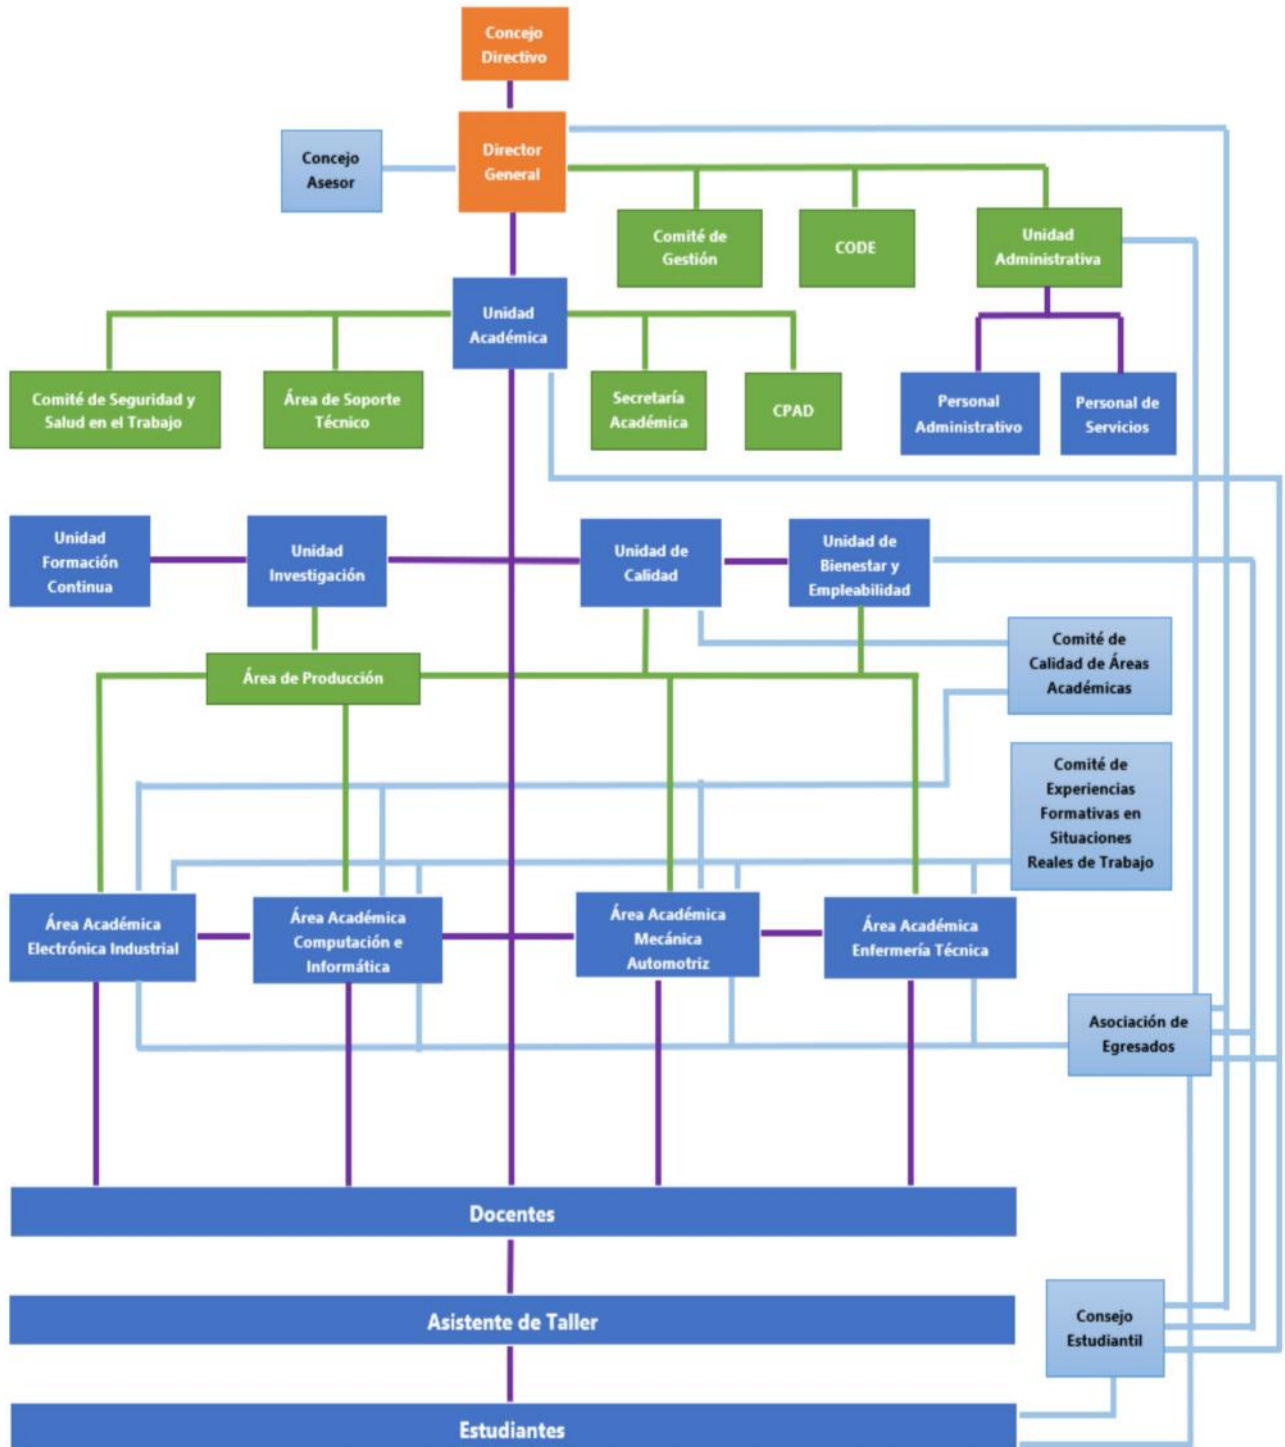 Concejo
Directivo
Concejo
Asesor
Director
General
Comité de
Gestión
CODE
Unidad
Administrativa
Unidad
Académica
Comité de Seguridad y
Salud en el Trabajo
Área de Soporte
Técnico
Secretaría
Académica
CPAD
Personal
Administrativo
Personal de
Servicios
Unidad
Formación
Continua
Unidad
Investigación
Unidad de
Calidad
Unidad de
Bienestar y
Empleabilidad
Comité de
Calidad de Áreas
Académicas
Área de Producción
Comité de
Experiencias
Formativas en
Situaciones
Reales de Trabajo
Área Académica
Electrónica Industrial
Área Académica
Computación e
Informática
Área Académica
Mecánica
Automotriz
Área Académica
Enfermería Técnica
Asociación de
Egresados
Docentes
Asistente de Taller
Consejo
Estudiantil
Estudiantes